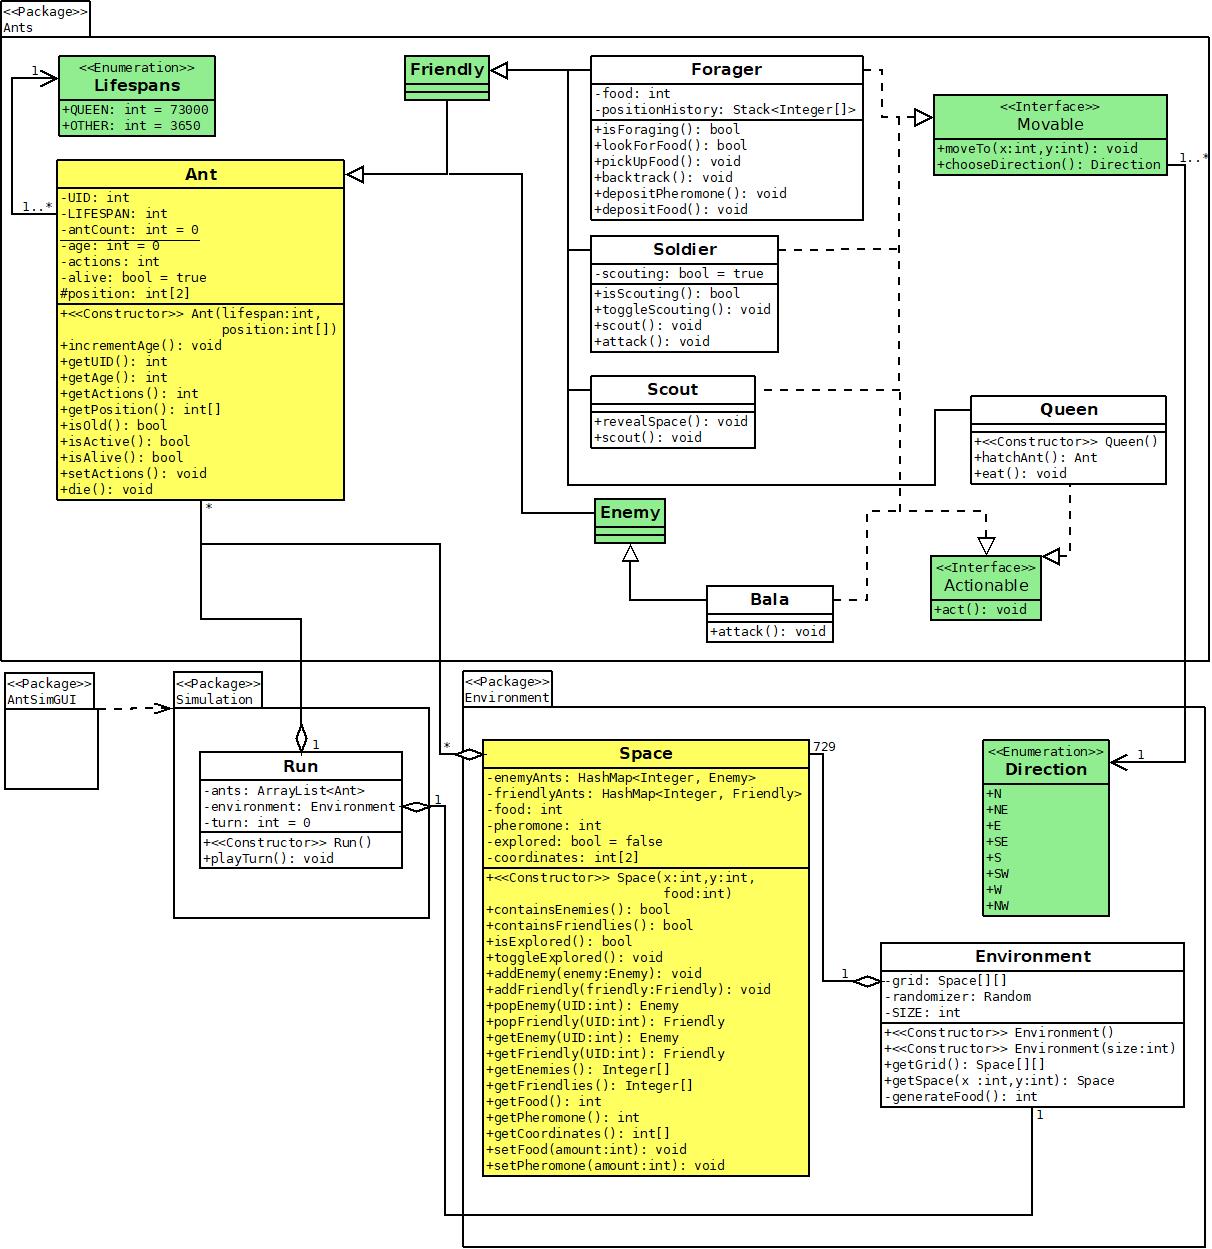 <<Package>>
Ants
1
<<Enumeration>>
Lifespans
+QUEEN: int = 73000
+OTHER: int = 3650
1..*
Ant
-UID: int
-LIFESPAN: int
-antCount: int = 0
-age: int = 0
-actions: int
-alive: bool = true
#position: int[2]
+<<Constructor>> Ant(lifespan:int,
position:int[])
+incrementAge(): void
+getUID(): int
+getAge(): int
+getActions(): int
+getPosition(): int[]
+isOld(): bool
+isActive(): bool
+isAlive(): bool
+setActions(): void
+die(): void
*
Friendly
Forager
-food: int
-positionHistory: Stack<Integer[]>
+isForaging(): bool
+lookForFood(): bool
+pickUpFood(): void
+backtrack(): void
+depositPheromone(): void
+depositFood(): void
<<Interface>>
Movable
+moveTo(x:int,y:int): void
+chooseDirection(): Direction
1..*
Soldier
-scouting: bool = true
+isScouting(): bool
+toggleScouting(): void
+scout(): void
+attack(): void
Scout
+revealSpace(): void
+scout(): void
Queen
+<<Constructor>> Queen()
+hatchAnt(): Ant
+eat(): void
Enemy
Bala
+attack(): void
<<Interface>>
Actionable
+act(): void
<<Package>>
AntSimGUI
<<Package>>
Simulation
1
Run
-ants: ArrayList<Ant>
-environment: Environment
-turn: int = 0
+<<Constructor>> Run()
+playTurn(): void
1
<<Package>>
Environment
*
Space
-enemyAnts: HashMap<Integer, Enemy>
-friendlyAnts: HashMap<Integer, Friendly>
-food: int
-pheromone: int
-explored: bool = false
-coordinates: int[2]
+<<Constructor>> Space(x:int,y:int,
food:int)
+containsEnemies(): bool
+containsFriendlies(): bool
+isExplored(): bool
+toggleExplored(): void
+addEnemy(enemy:Enemy): void
+addFriendly(friendly:Friendly): void
+popEnemy(UID:int): Enemy
+popFriendly(UID:int): Friendly
+getEnemy(UID:int): Enemy
+getFriendly(UID:int): Friendly
+getEnemies(): Integer[]
+getFriendlies(): Integer[]
+getFood(): int
+getPheromone(): int
+getCoordinates(): int[]
+setFood(amount:int): void
+setPheromone(amount:int): void
729
<<Enumeration>>
Direction
+N
+NE
+E
+SE
+S
+SW
+W
+NW
1
1
Environment
-grid: Space[][]
-randomizer: Random
-SIZE: int
+<<Constructor>> Environment()
+<<Constructor>> Environment(size:int)
+getGrid(): Space[][]
+getSpace(x :int,y:int): Space
-generateFood(): int
1